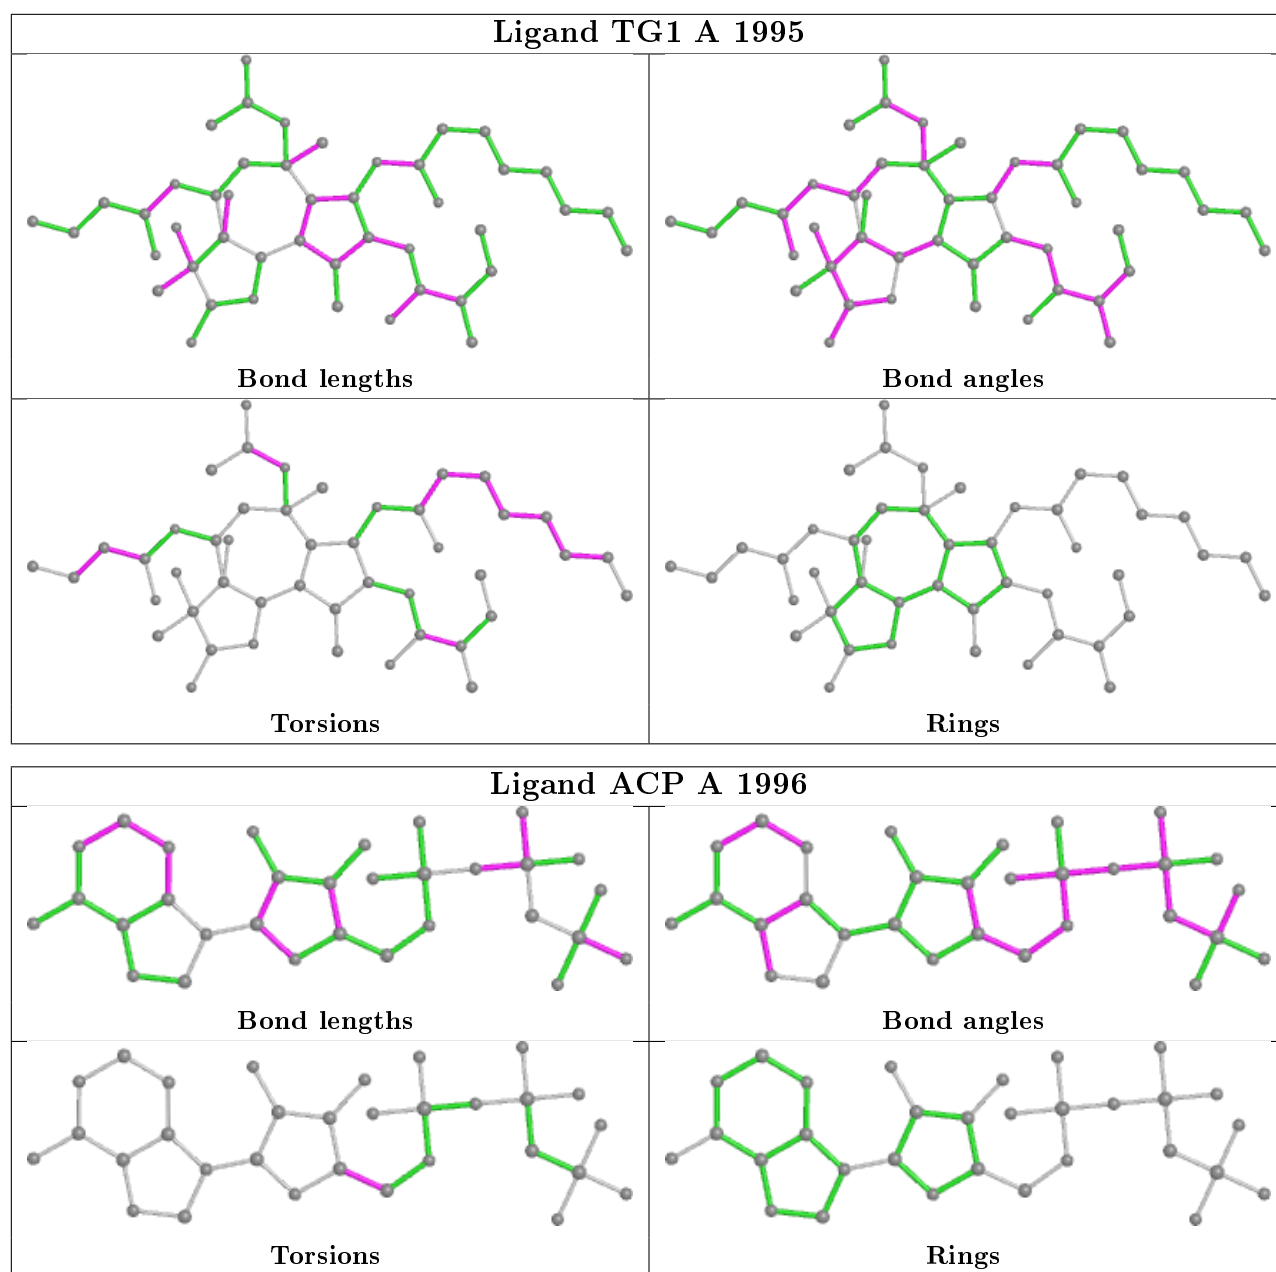 Ligand TG1 A 1995
Bond lengths
Bond angles
Torsions
Rings
Ligand ACP A 1996
Bond lengths
Bond angles
Torsions
Rings